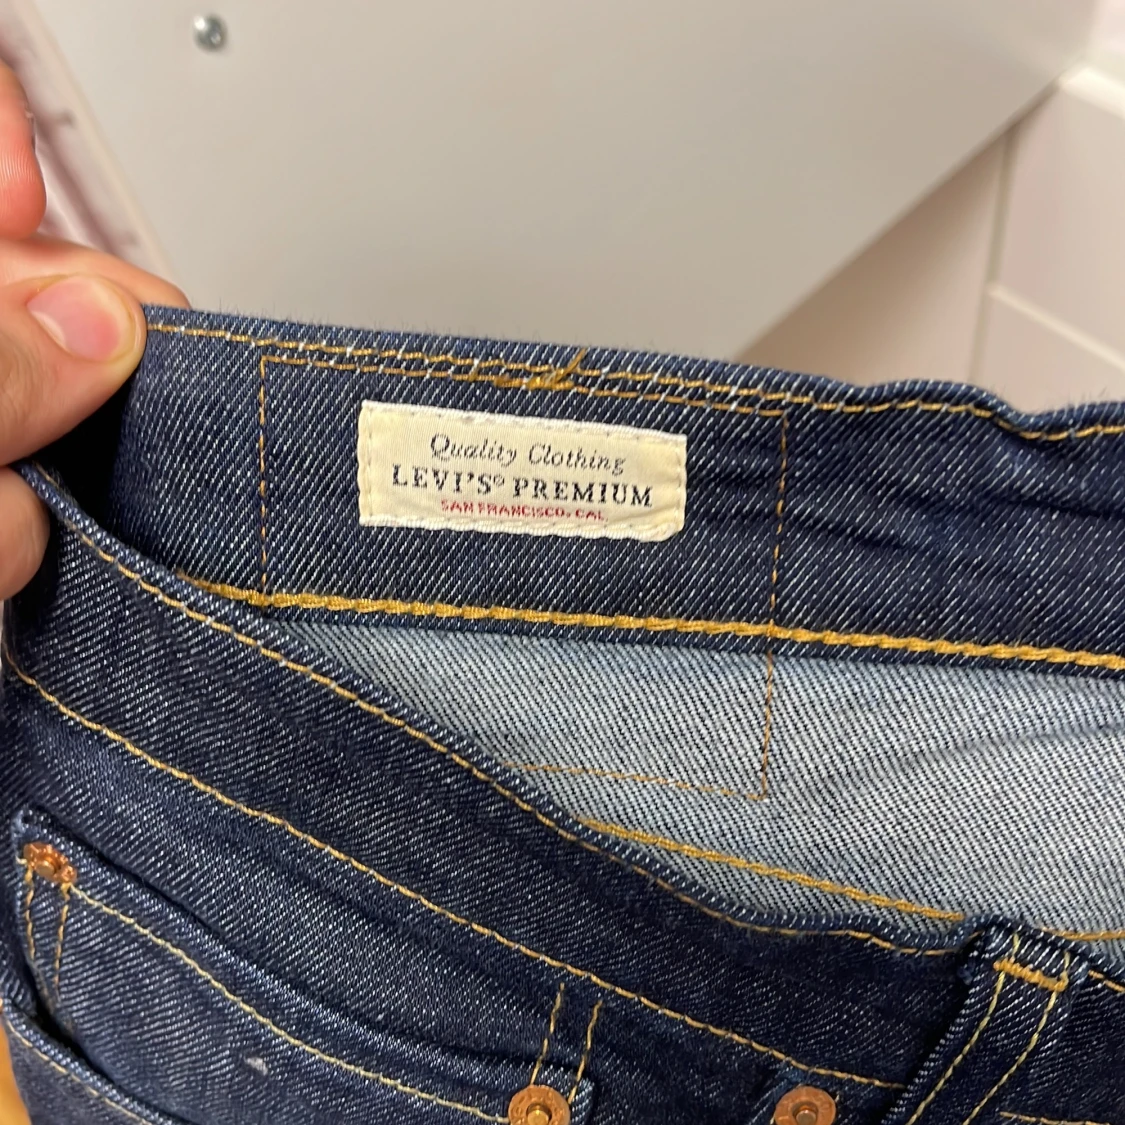 Quality Clothing
LEVI'S® PREMIUM
SAN FRANCISCO, CAL.